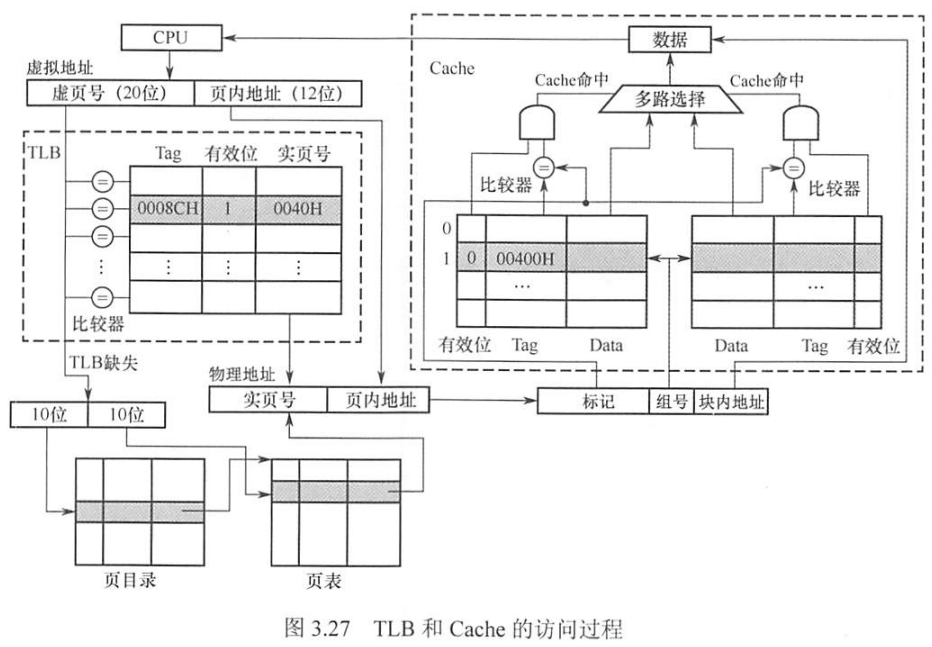 CPU
虚拟地址
虚页号（20位） 页内地址（12位）
TLB
Tag 有效位 实页号
=
= 0008CH 1 0040H
=
⋮ ⋮ ⋮ ⋮
=
比较器
TLB缺失
10位 10位
页目录
页表
物理地址
实页号 页内地址
Cache
数据
Cache命中 多路选择 Cache命中
= =
比较器 比较器
0
1 0 00400H
… …
有效位 Tag Data Data Tag 有效位
标记 组号 块内地址
图 3.27 TLB 和 Cache 的访问过程